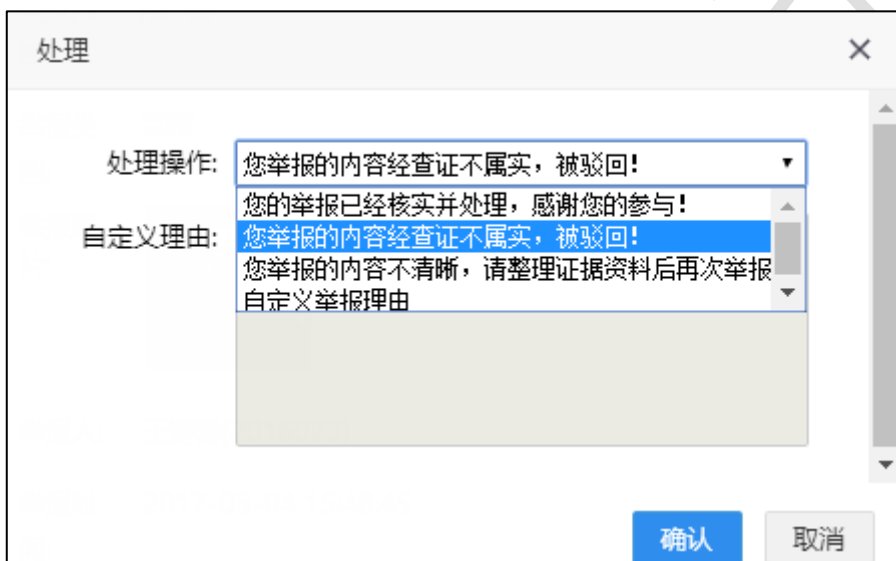 处理
处理操作: 您举报的内容经查证不属实，被驳回!
您的举报已经核实并处理，感谢您的参与!
自定义理由: 您举报的内容经查证不属实，被驳回!
您举报的内容不清晰，请整理证据资料后再次举报
自定义举报理由
确认 取消